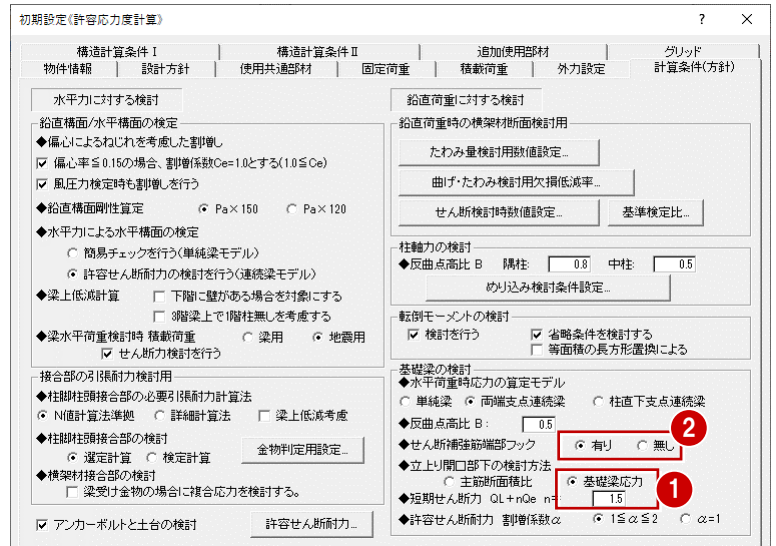 初期設定《許容応力度計算》
?
×
構造計算条件Ⅰ
構造計算条件Ⅱ
追加使用部材
グリッド
物件情報
設計方針
使用共通部材
固定荷重
積載荷重
外力設定
計算条件(方針)
水平力に対する検討
鉛直構面/水平構面の検定
◆偏心によるねじれを考慮した割増し
偏心率≦0.15の場合、割増係数Ce=1.0とする(1.0≦Ce)
風圧力検定時も割増しを行う
◆鉛直構面剛性算定 Pa×150 Pa×120
◆水平力による水平構面の検定
簡易チェックを行う(単純梁モデル)
許容せん断耐力の検討を行う(連続梁モデル)
◆梁上低減計算 下階に壁がある場合を対象にする
3階梁上で1階柱無しを考慮する
◆梁水平荷重検討時 積載荷重 梁用 地震用
せん断力検討を行う
接合部の引張耐力検討用
◆柱脚柱頭接合部の必要引張耐力計算法
N値計算法準拠 詳細計算法 梁上低減考慮
◆柱脚柱頭接合部の検討
選定計算 検定計算 金物判定用設定...
◆横架材接合部の検討
梁受け金物の場合に複合応力を検討する。
アンカーボルトと土台の検討 許容せん断耐力...
鉛直荷重に対する検討
鉛直荷重時の横架材断面検討用
たわみ量検討用数値設定...
曲げ・たわみ検討用欠損低減率...
せん断検討時数値設定... 基準検定比...
柱軸力の検討
◆反曲点高比 B 隅柱: 0.8 中柱: 0.5
めり込み検討条件設定...
転倒モーメントの検討
検討を行う 省略条件を検討する
等面積の長方形置換による
基礎梁の検討
◆水平荷重時応力の算定モデル
単純梁 両端支点連続梁 柱直下支点連続梁
◆反曲点高比 B: 0.5
2
◆せん断補強筋端部フック 有り 無し
◆立上り開口部下の検討方法
主筋断面積比 基礎梁応力
1
◆短期せん断力 QL+nQe n= 1.5
◆許容せん断耐力 割増係数α 1≦α≦2 α=1